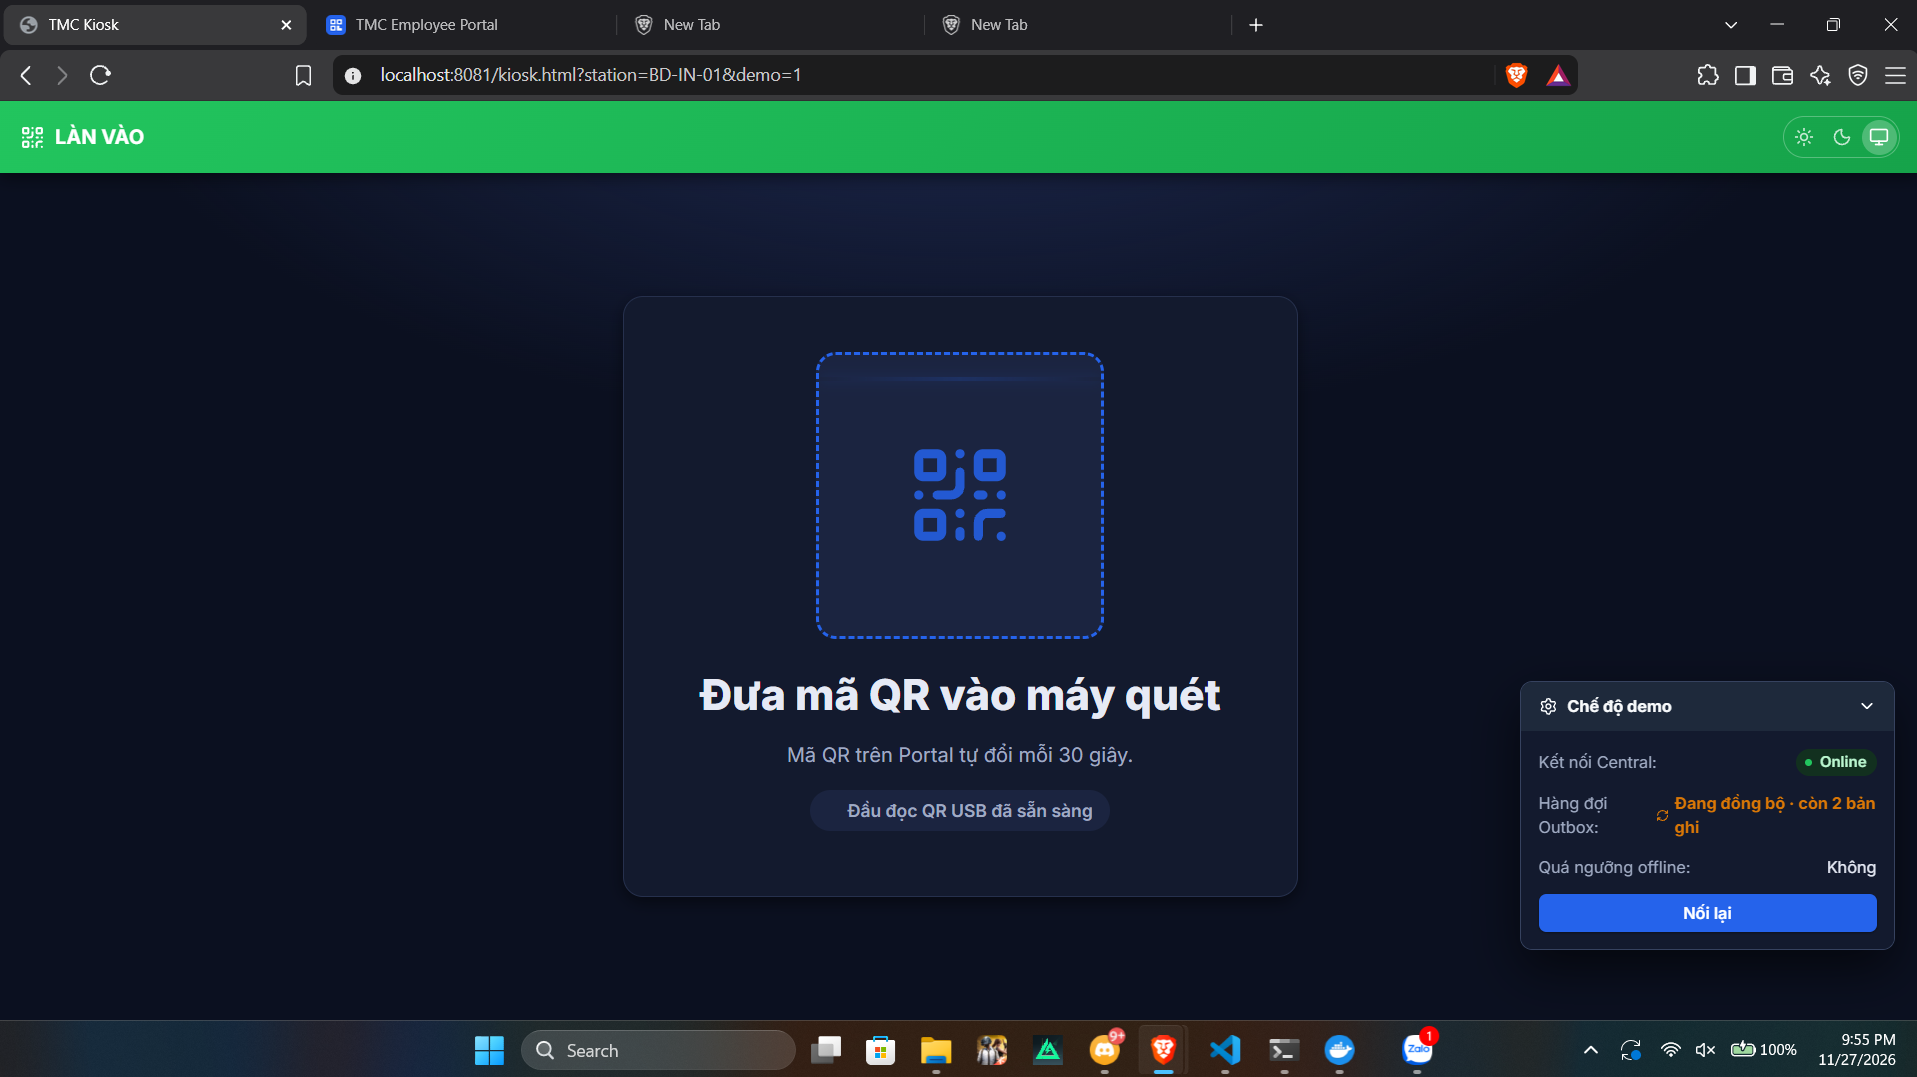 TMC Kiosk
TMC Employee Portal
New Tab
New Tab
localhost:8081/kiosk.html?station=BD-IN-01&demo=1
LÀN VÀO
Đưa mã QR vào máy quét
Mã QR trên Portal tự đổi mỗi 30 giây.
Đầu đọc QR USB đã sẵn sàng
Chế độ demo
Kết nối Central:
Online
Hàng đợi
Outbox:
Đang đồng bộ · còn 2 bản
ghi
Quá ngưỡng offline:
Không
Nối lại
Search
9+
Zalo
1
100%
9:55 PM
11/27/2026